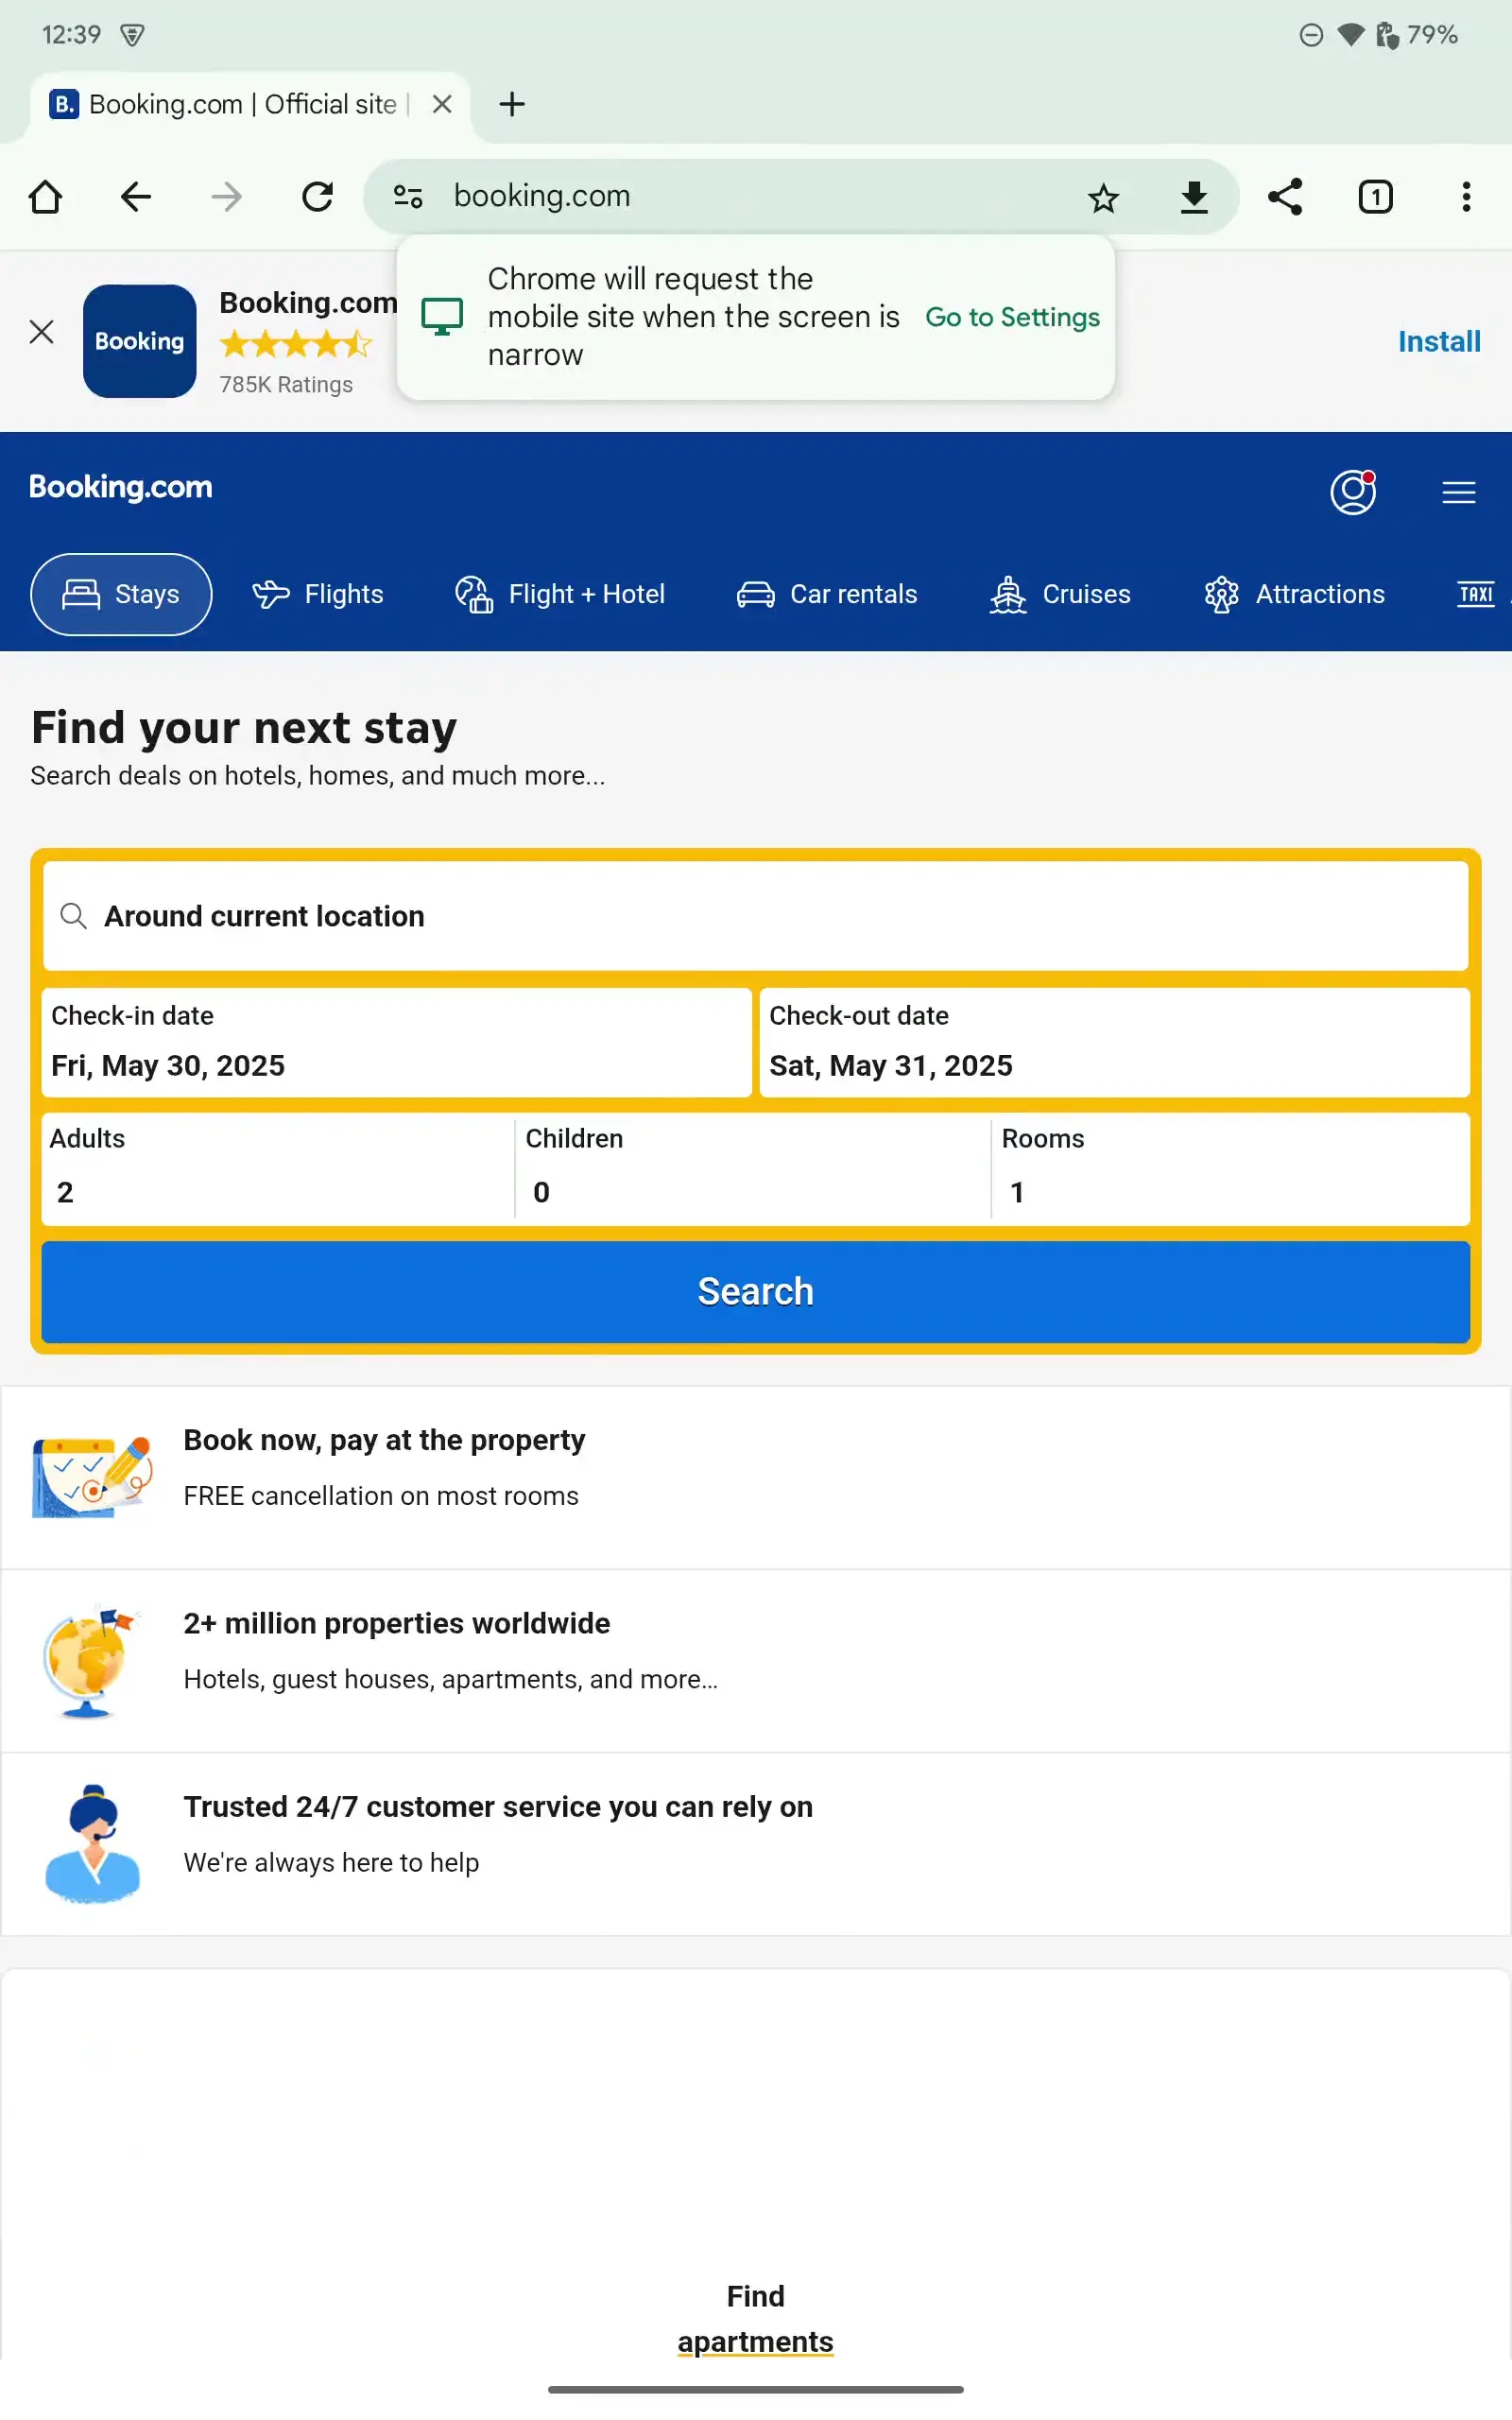 12:39
79%
Booking.com | Official site |
booking.com
1
Chrome will request the
mobile site when the screen is
narrow
Go to Settings
Booking
Booking.com
785K Ratings
Install
Booking.com
Stays
Flights
Flight + Hotel
Car rentals
Cruises
Attractions
TAXI
Find your next stay
Search deals on hotels, homes, and much more...
Around current location
Check-in date
Fri, May 30, 2025
Check-out date
Sat, May 31, 2025
Adults
2
Children
0
Rooms
1
Search
Book now, pay at the property
FREE cancellation on most rooms
2+ million properties worldwide
Hotels, guest houses, apartments, and more…
Trusted 24/7 customer service you can rely on
We're always here to help
Find
apartments